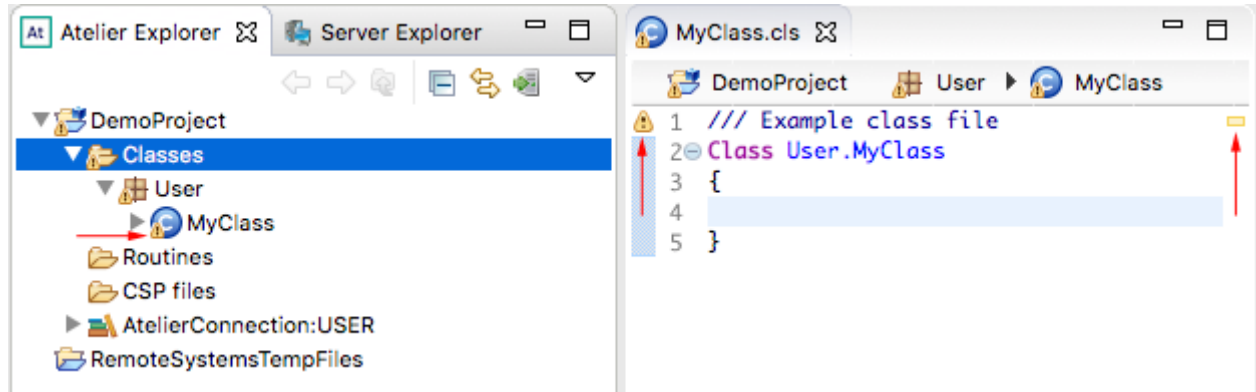 At Atelier Explorer Server Explorer
DemoProject
Classes
User
MyClass
Routines
CSP files
AtelierConnection:USER
RemoteSystemsTempFiles
MyClass.cls
DemoProject User MyClass
1 /// Example class file
2 Class User.MyClass
3 {
4
5 }